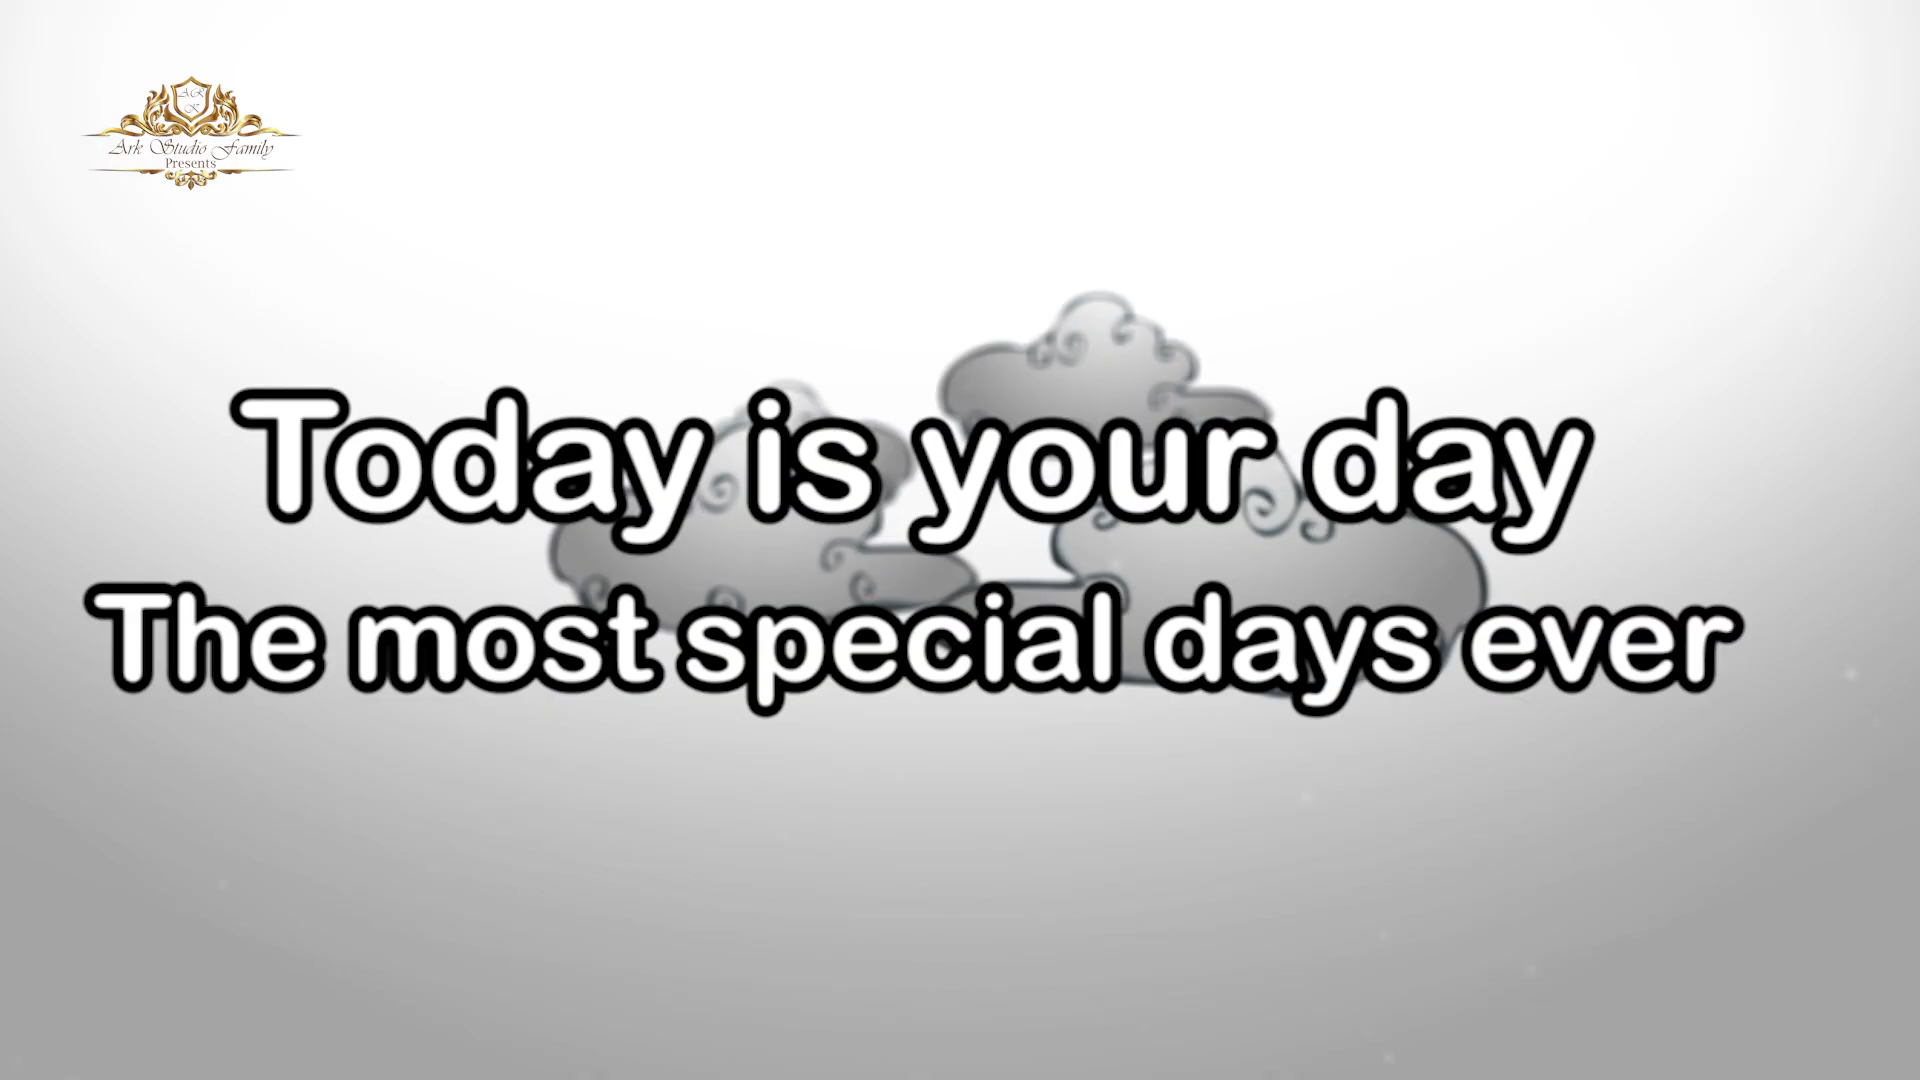 Ark Studio Family
Presents
Today is your day
The most special days ever